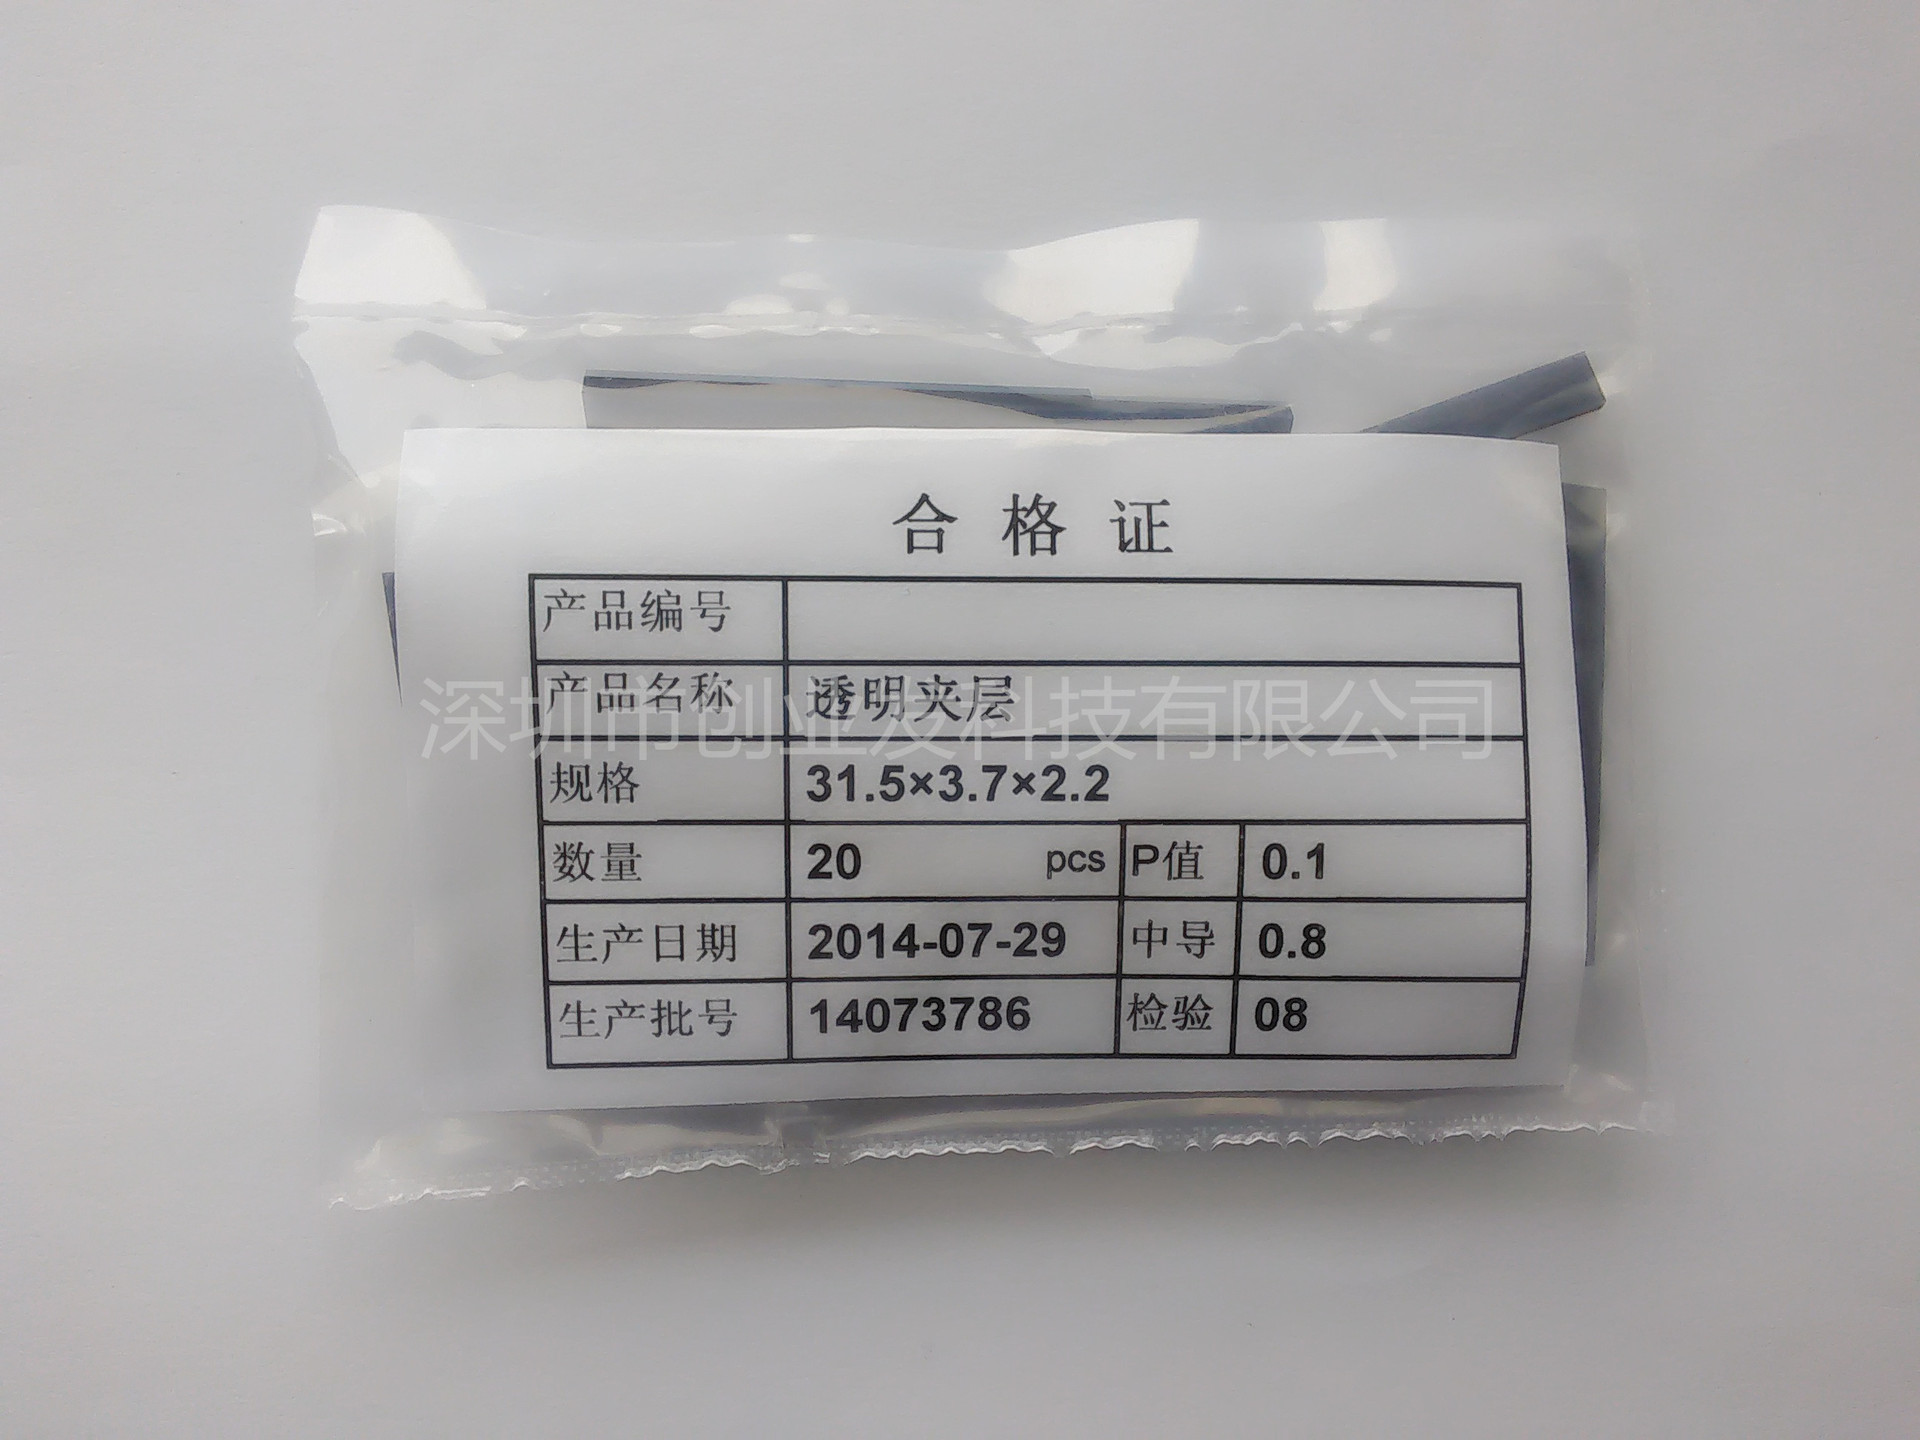 合格证
产品编号
产品名称 透明夹层
深圳市创业发科技有限公司
规格 31.5×3.7×2.2
数量 20 pcs P值 0.1
生产日期 2014-07-29 中导 0.8
生产批号 14073786 检验 08